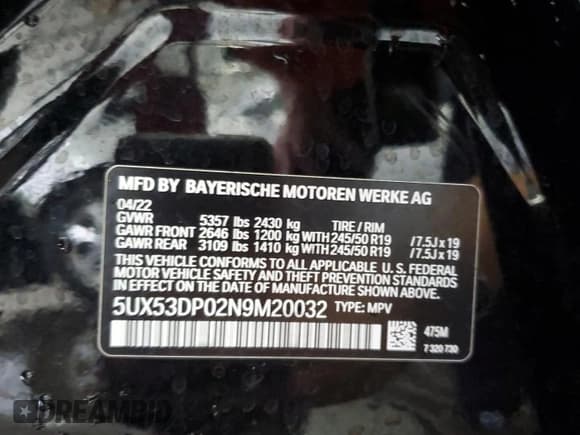 MFD BY BAYERISCHE MOTOREN WERKE AG
04/22
GVWR 5357 lbs 2430 kg TIRE / RIM
GAWR FRONT 2646 lbs 1200 kg WITH 245/50 R19 /7.5J x 19
GAWR REAR 3109 lbs 1410 kg WITH 245/50 R19 /7.5J x 19
THIS VEHICLE CONFORMS TO ALL APPLICABLE U. S. FEDERAL
MOTOR VEHICLE SAFETY AND THEFT PREVENTION STANDARDS
IN EFFECT ON THE DATE OF MANUFACTURE SHOWN ABOVE.
5UX53DP02N9M20032 TYPE: MPV
475M
7 320 730
DREAMBID